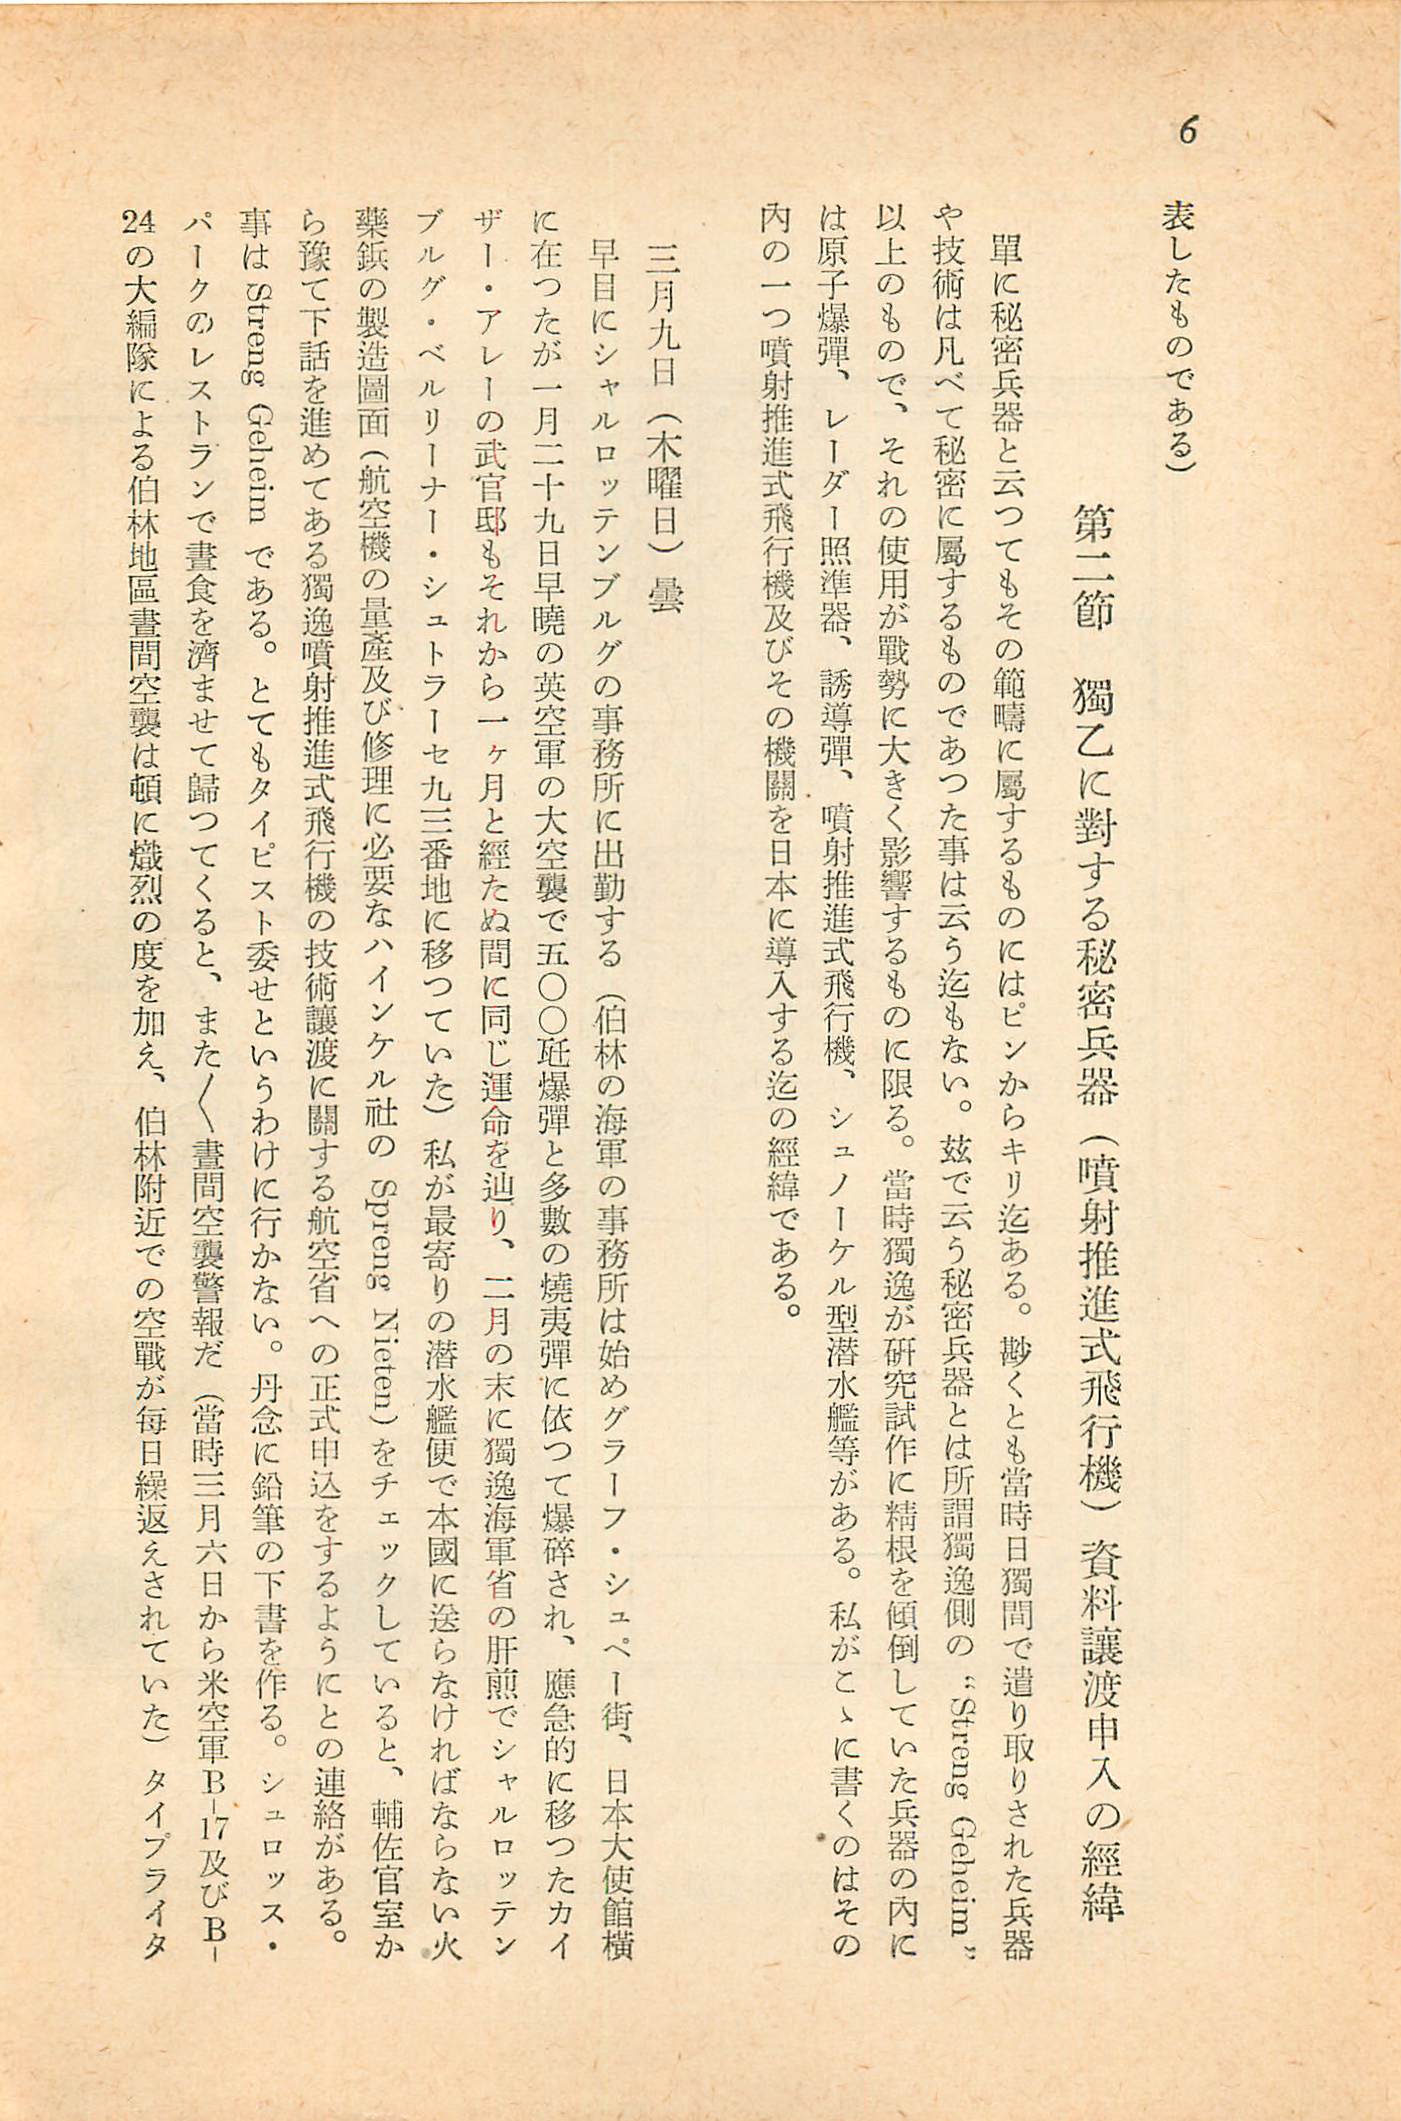 6
表したものである)
第二節　獨乙に對する秘密兵器（噴射推進式飛行機）資料讓渡申入の經緯
單に秘密兵器と云つてもその範疇に屬するものにはピンからキリ迄ある。尠くとも當時日獨間で遣り取りされた兵器
や技術は凡べて秘密に屬するものであつた事は云う迄もない。玆で云う秘密兵器とは所謂獨逸側の “Streng Geheim”
以上のもので、それの使用が戰勢に大きく影響するものに限る。當時獨逸が硏究試作に精根を傾倒していた兵器の內に
は原子爆彈、レーダー照準器、誘導彈、噴射推進式飛行機、シュノーケル型潜水艦等がある。私がこゝに書くのはその
內の一つ噴射推進式飛行機及びその機關を日本に導入する迄の經緯である。
三月九日（木曜日）曇
早目にシャルロッテンブルグの事務所に出勤する（伯林の海軍の事務所は始めグラーフ・シュペー街、日本大使館橫
に在つたが一月二十九日早曉の英空軍の大空襲で五〇〇瓩爆彈と多數の燒夷彈に依つて爆碎され、應急的に移つたカイ
ザー・アレーの武官邸もそれから一ヶ月と經たぬ間に同じ運命を辿り、二月の末に獨逸海軍省の肝煎でシャルロッテン
ブルグ・ベルリーナー・シュトラーセ九三番地に移つていた）私が最寄りの潜水艦便で本國に送らなければならない火
藥鋲の製造圖面（航空機の量產及び修理に必要なハインケル社の Spreng Nieten）をチェックしていると、輔佐官室か
ら豫て下話を進めてある獨逸噴射推進式飛行機の技術讓渡に關する航空省への正式申込をするようにとの連絡がある。
事は Streng Geheim である。とてもタイピスト委せというわけに行かない。丹念に鉛筆の下書を作る。シュロッス・
パークのレストランで晝食を濟ませて歸つてくると、また〱晝間空襲警報だ（當時三月六日から米空軍B-17及びB-
24の大編隊による伯林地區晝間空襲は頓に熾烈の度を加え、伯林附近での空戰が每日繰返えされていた）タイプライタ